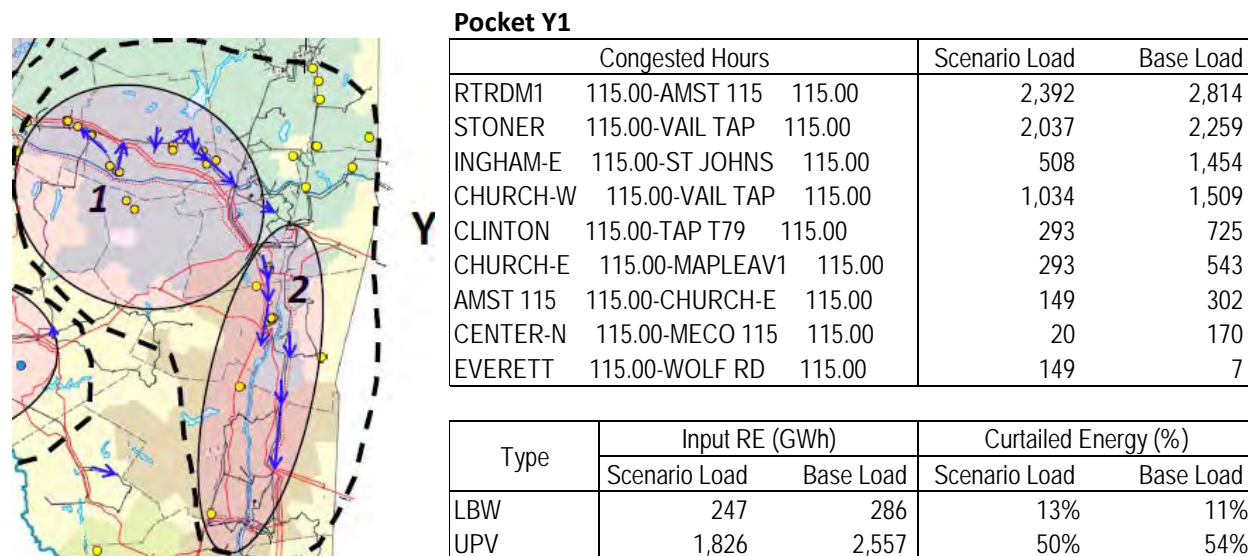 1
2
Y
Pocket Y1
Congested Hours Scenario Load Base Load
RTRDM1 115.00-AMST 115 115.00 2,392 2,814
STONER 115.00-VAIL TAP 115.00 2,037 2,259
INGHAM-E 115.00-ST JOHNS 115.00 508 1,454
CHURCH-W 115.00-VAIL TAP 115.00 1,034 1,509
CLINTON 115.00-TAP T79 115.00 293 725
CHURCH-E 115.00-MAPLEAV1 115.00 293 543
AMST 115 115.00-CHURCH-E 115.00 149 302
CENTER-N 115.00-MECO 115 115.00 20 170
EVERETT 115.00-WOLF RD 115.00 149 7
Type Input RE (GWh) Curtailed Energy (%)
Scenario Load Base Load Scenario Load Base Load
LBW 247 286 13% 11%
UPV 1,826 2,557 50% 54%